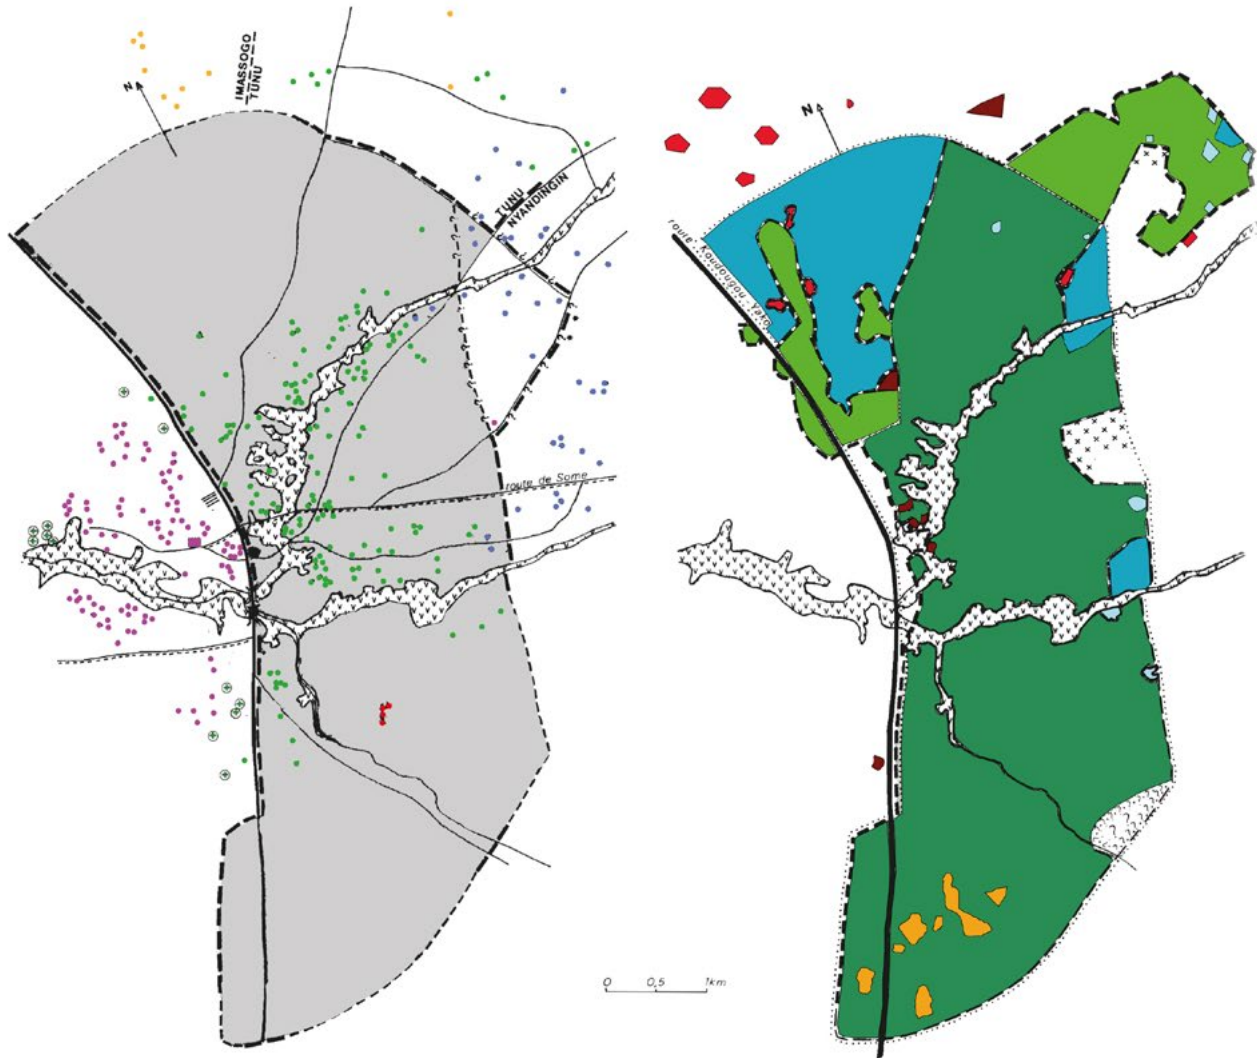 IMASSOGO
TUNU
N
TUNU
NYANDINGIN
route de Some
N
route Koudougou - Yako
0 0,5 1km